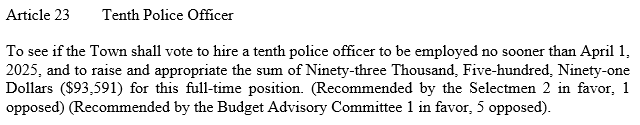 Article 23 Tenth Police Officer
To see if the Town shall vote to hire a tenth police officer to be employed no sooner than April 1,
2025, and to raise and appropriate the sum of Ninety-three Thousand, Five-hundred, Ninety-one
Dollars ($93,591) for this full-time position. (Recommended by the Selectmen 2 in favor, 1
opposed) (Recommended by the Budget Advisory Committee 1 in favor, 5 opposed).